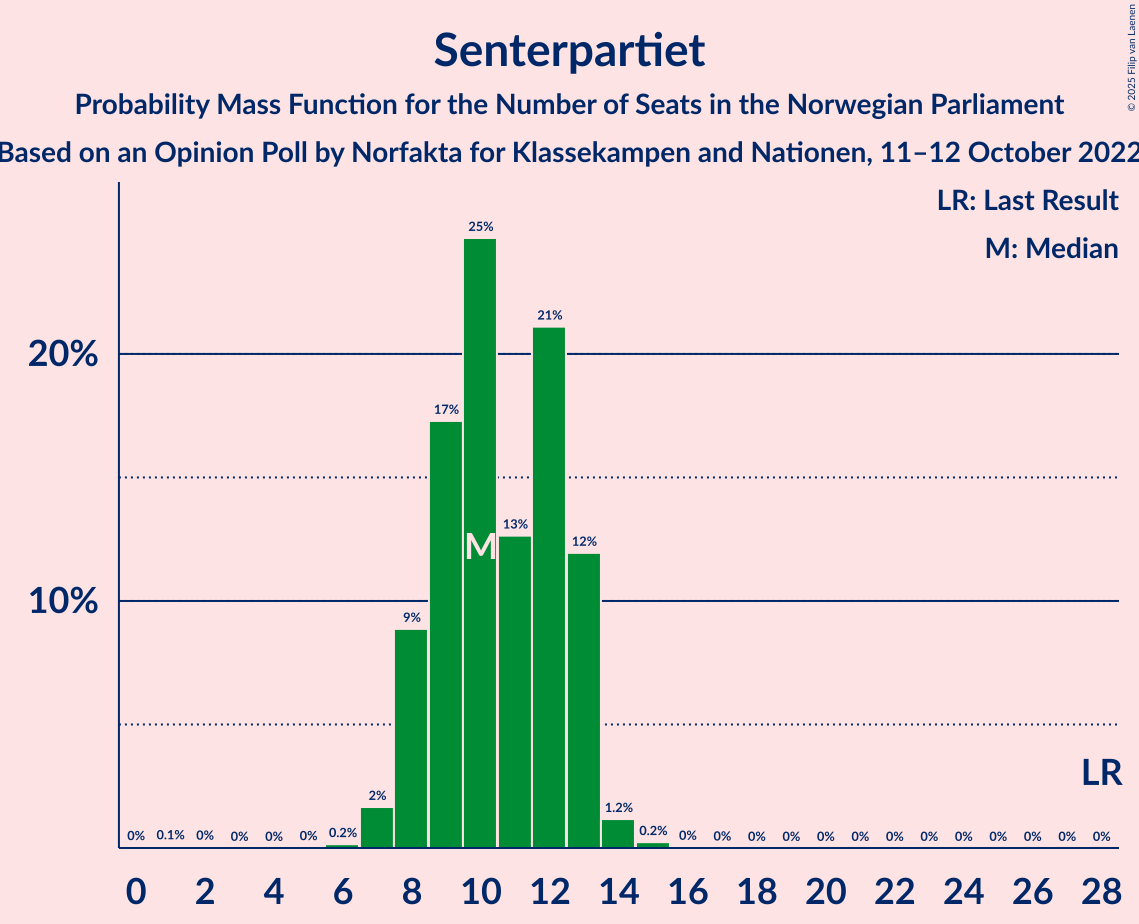 Senterpartiet
Probability Mass Function for the Number of Seats in the Norwegian Parliament
Based on an Opinion Poll by Norfakta for Klassekampen and Nationen, 11–12 October 2022
© 2025 Filip van Laenen
LR: Last Result
M: Median
20%
10%
0% 0.1% 0% 0% 0% 0% 0.2% 2% 9% 17% 25% 13% 21% 12% 1.2% 0.2% 0% 0% 0% 0% 0% 0% 0% 0% 0% 0% 0% 0% 0%
M
LR
0 2 4 6 8 10 12 14 16 18 20 22 24 26 28